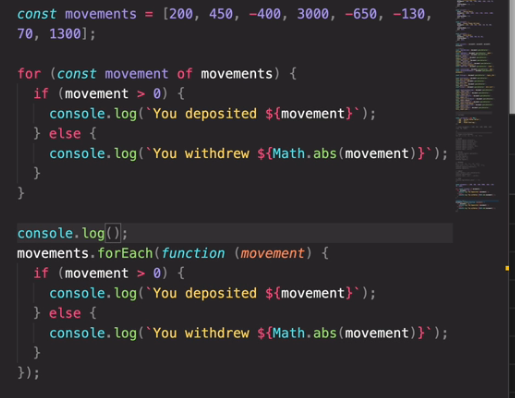 const movements = [200, 450, -400, 3000, -650, -130,
70, 1300];
for (const movement of movements) {
if (movement > 0) {
console.log(`You deposited ${movement}`);
} else {
console.log(`You withdrew ${Math.abs(movement)}`);
}
}
console.log();
movements.forEach(function (movement) {
if (movement > 0) {
console.log(`You deposited ${movement}`);
} else {
console.log(`You withdrew ${Math.abs(movement)}`);
}
});